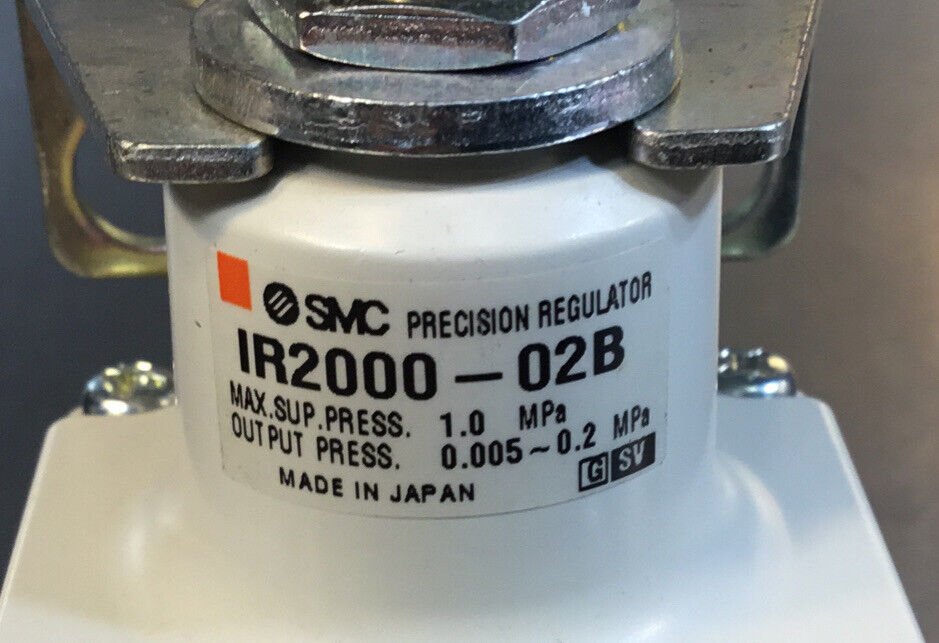 SMC PRECISION REGULATOR
IR2000-02B
MAX.SUP.PRESS. 1.0 MPa
OUTPUT PRESS. 0.005~0.2 MPa
MADE IN JAPAN G SV